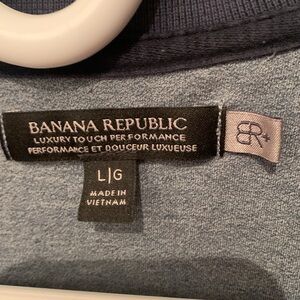 BANANA REPUBLIC
LUXURY TOUCH PERFORMANCE
PERFORMANCE ET DOUCEUR LUXUEUSE
BR+
L|G
MADE IN
VIETNAM